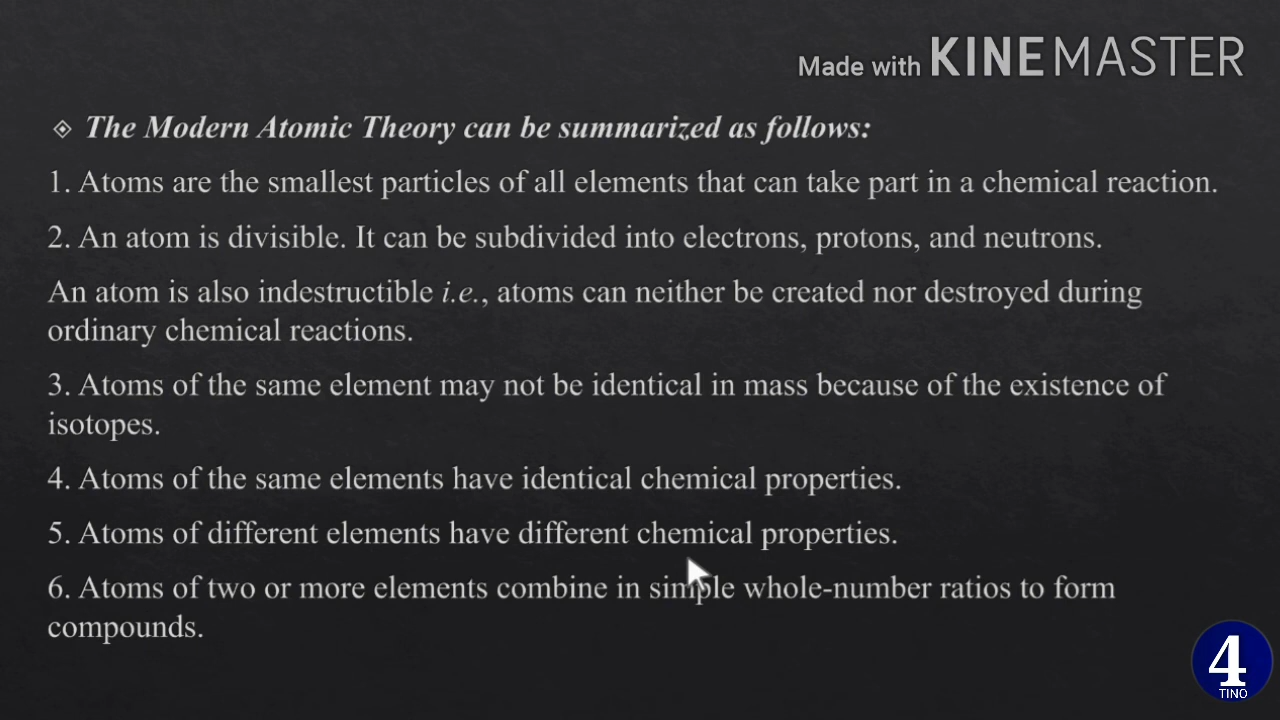 Made with KINEMASTER
The Modern Atomic Theory can be summarized as follows:
1. Atoms are the smallest particles of all elements that can take part in a chemical reaction.
2. An atom is divisible. It can be subdivided into electrons, protons, and neutrons.
An atom is also indestructible i.e., atoms can neither be created nor destroyed during
ordinary chemical reactions.
3. Atoms of the same element may not be identical in mass because of the existence of
isotopes.
4. Atoms of the same elements have identical chemical properties.
5. Atoms of different elements have different chemical properties.
6. Atoms of two or more elements combine in simple whole-number ratios to form
compounds.
4
TINO